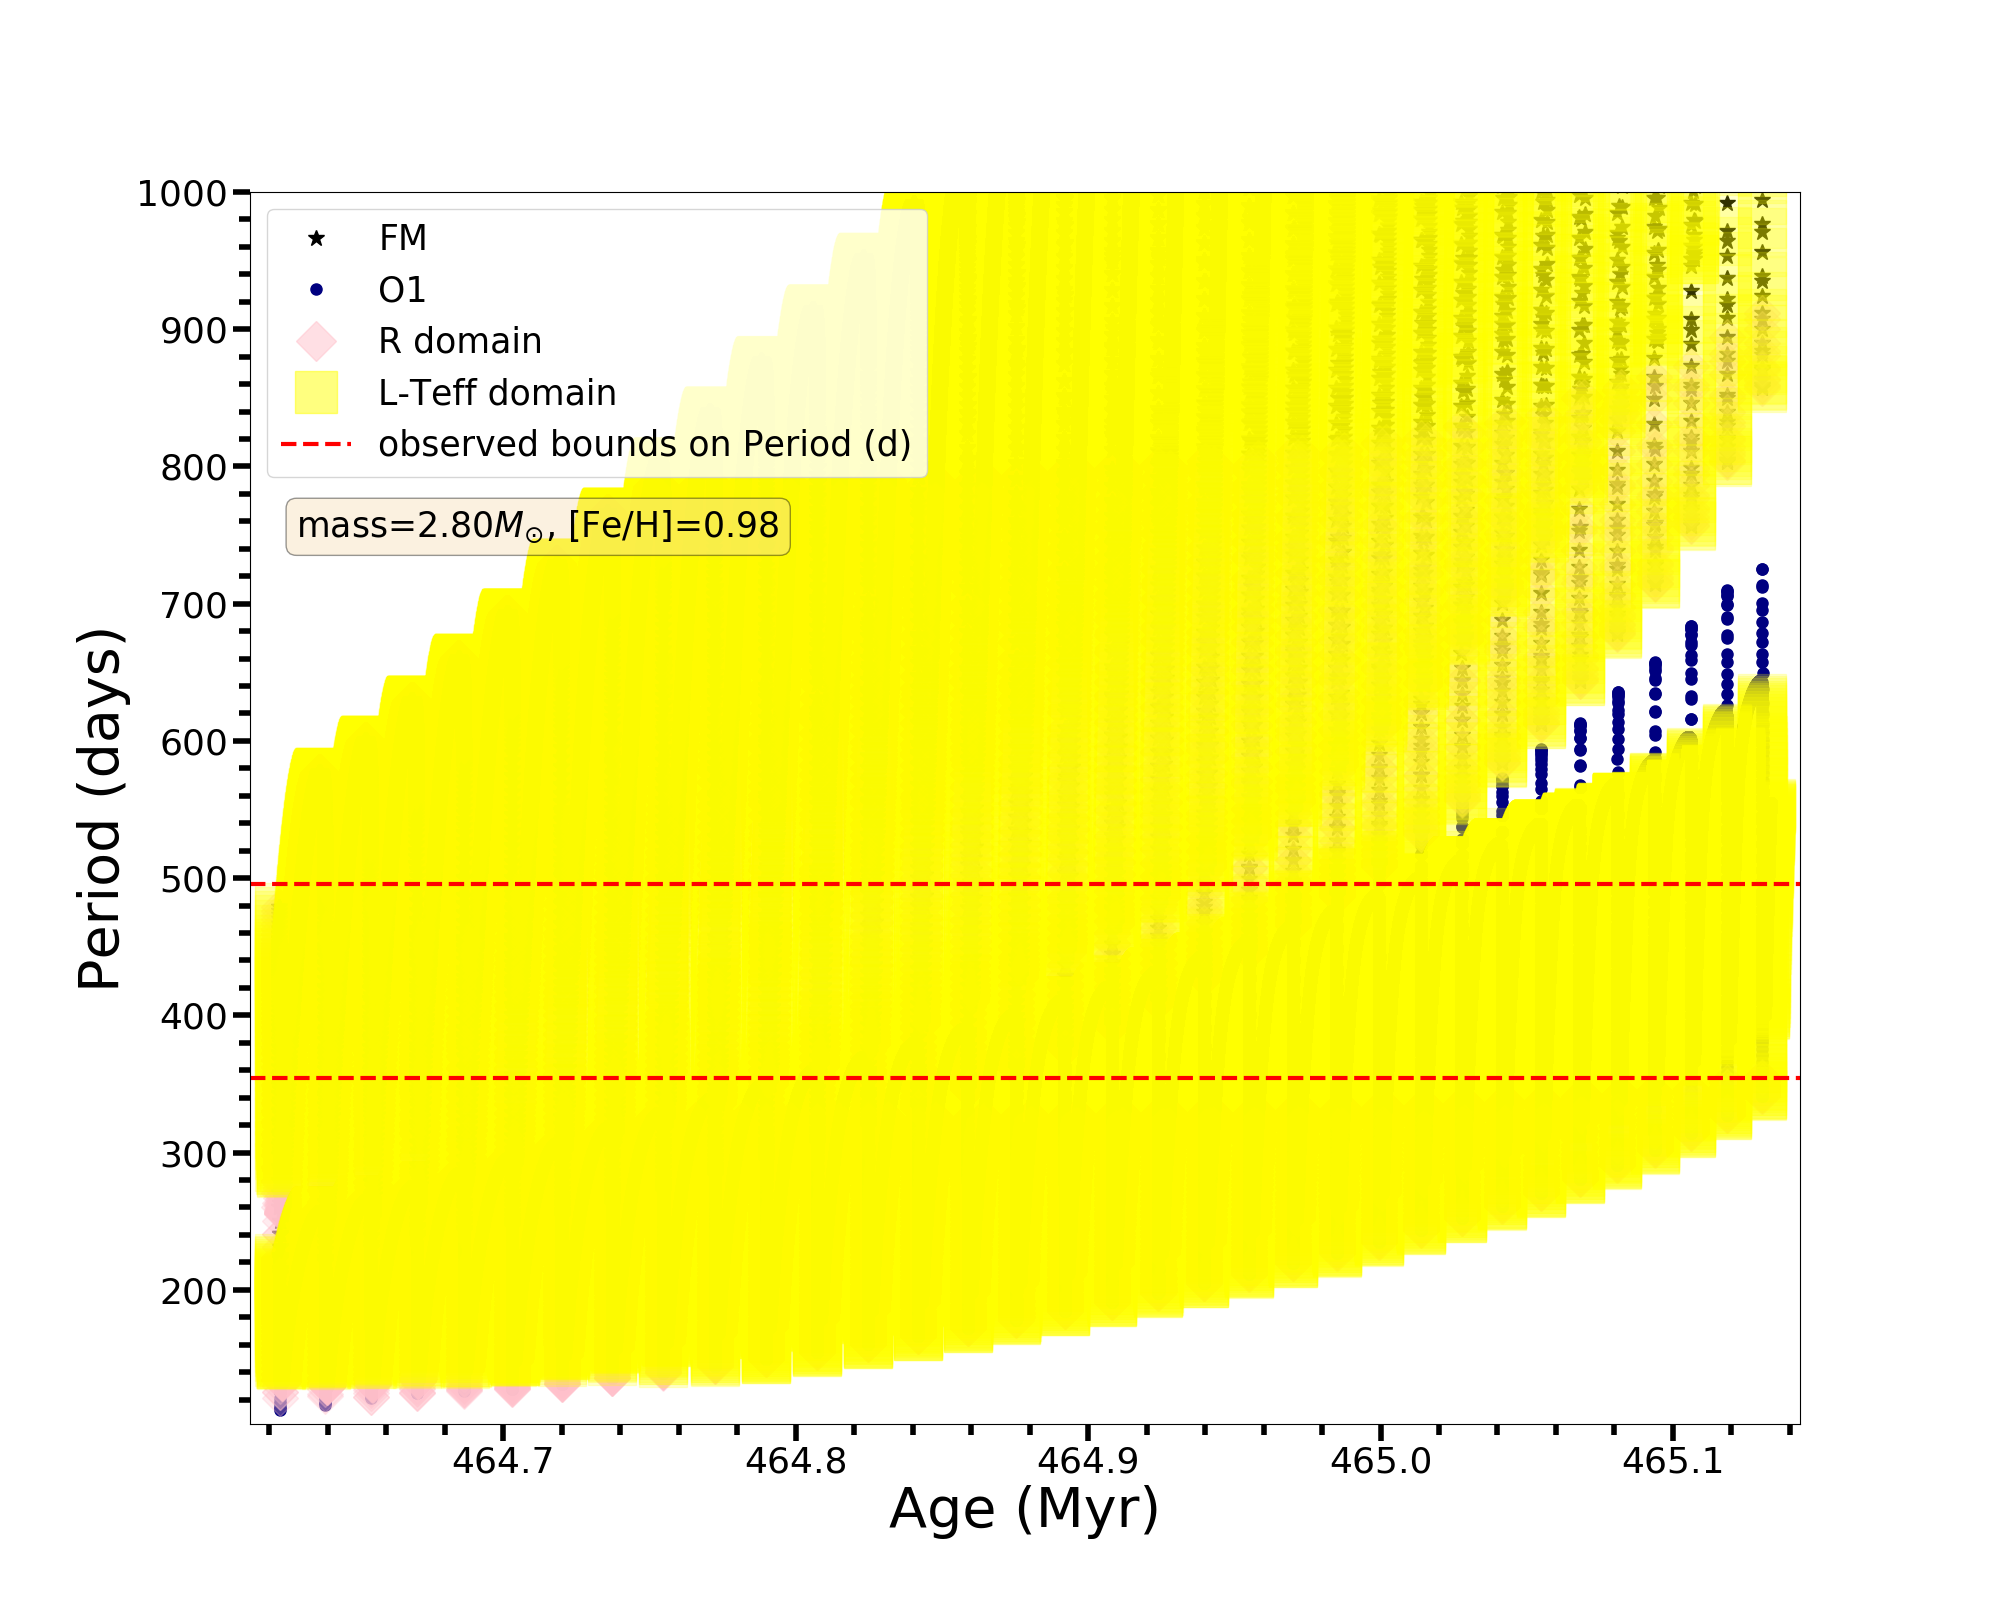 1000
900
800
700
600
500
400
300
200
Period (days)
FM
O1
R domain
L-Teff domain
observed bounds on Period (d)
mass=2.80M☉, [Fe/H]=0.98
464.7 464.8 464.9 465.0 465.1
Age (Myr)